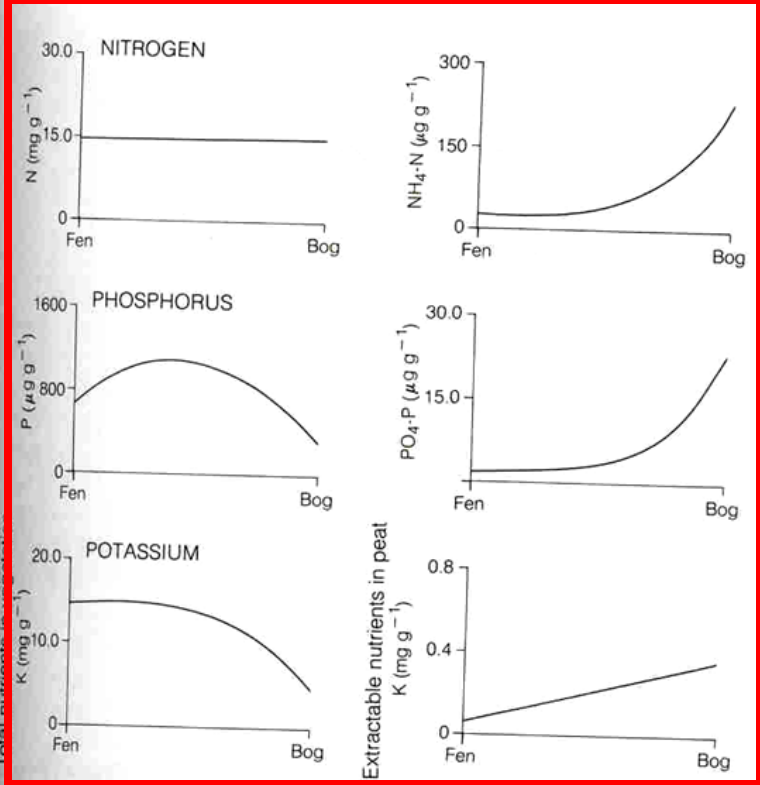 NITROGEN
30.0
15.0
0
N (mg g⁻¹)
Fen
Bog
300
150
0
NH₄-N (μg g⁻¹)
Fen
Bog
PHOSPHORUS
1600
800
0
P (μg g⁻¹)
Fen
Bog
30.0
15.0
PO₄-P (μg g⁻¹)
Fen
Bog
POTASSIUM
20.0
10.0
0
K (mg g⁻¹)
Fen
Bog
Extractable nutrients in peat
0.8
0.4
0
K (mg g⁻¹)
Fen
Bog